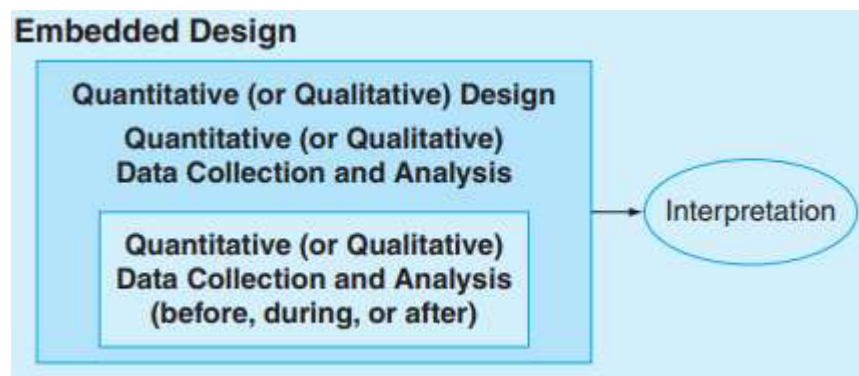 Embedded Design
Quantitative (or Qualitative) Design
Quantitative (or Qualitative)
Data Collection and Analysis
Interpretation
Quantitative (or Qualitative)
Data Collection and Analysis
(before, during, or after)